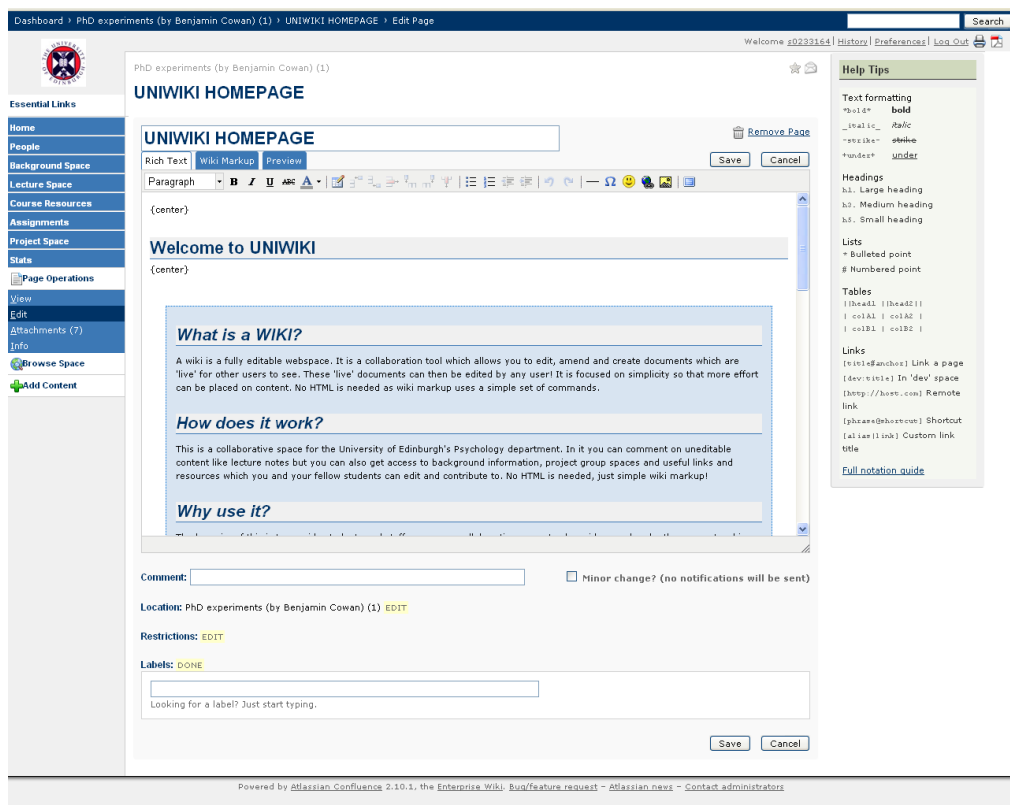 Dashboard > PhD experiments (by Benjamin Cowan) (1) > UNIWIKI HOMEPAGE > Edit Page
Search
Welcome s0233164 | History | Preferences | Log Out
PhD experiments (by Benjamin Cowan) (1)
UNIWIKI HOMEPAGE
Essential Links
Home
People
Background Space
Lecture Space
Course Resources
Assignments
Project Space
Stats
Page Operations
View
Edit
Attachments (7)
Info
Browse Space
Add Content
UNIWIKI HOMEPAGE
Remove Page
Rich Text
Wiki Markup
Preview
Save
Cancel
Paragraph
B I U ABC A
{center}
Welcome to UNIWIKI
{center}
What is a WIKI?
A wiki is a fully editable webspace. It is a collaboration tool which allows you to edit, amend and create documents which are
'live' for other users to see. These 'live' documents can then be edited by any user! It is focused on simplicity so that more effort
can be placed on content. No HTML is needed as wiki markup uses a simple set of commands.
How does it work?
This is a collaborative space for the University of Edinburgh's Psychology department. In it you can comment on uneditable
content like lecture notes but you can also get access to background information, project group spaces and useful links and
resources which you and your fellow students can edit and contribute to. No HTML is needed, just simple wiki markup!
Why use it?
Comment:
Minor change? (no notifications will be sent)
Location: PhD experiments (by Benjamin Cowan) (1) EDIT
Restrictions: EDIT
Labels: DONE
Looking for a label? Just start typing.
Save
Cancel
Help Tips
Text formatting
*bold* bold
_italic_ italic
-strike- strike
+under+ under
Headings
h1. Large heading
h3. Medium heading
h5. Small heading
Lists
* Bulleted point
# Numbered point
Tables
||head1 ||head2||
| colA1 | colA2 |
| colB1 | colB2 |
Links
[title#anchor] Link a page
[dev:title] In 'dev' space
[http://host.com] Remote
link
[phrase@shortcut] Shortcut
[alias|link] Custom link
title
Full notation guide
Powered by Atlassian Confluence 2.10.1, the Enterprise Wiki. Bug/feature request - Atlassian news - Contact administrators